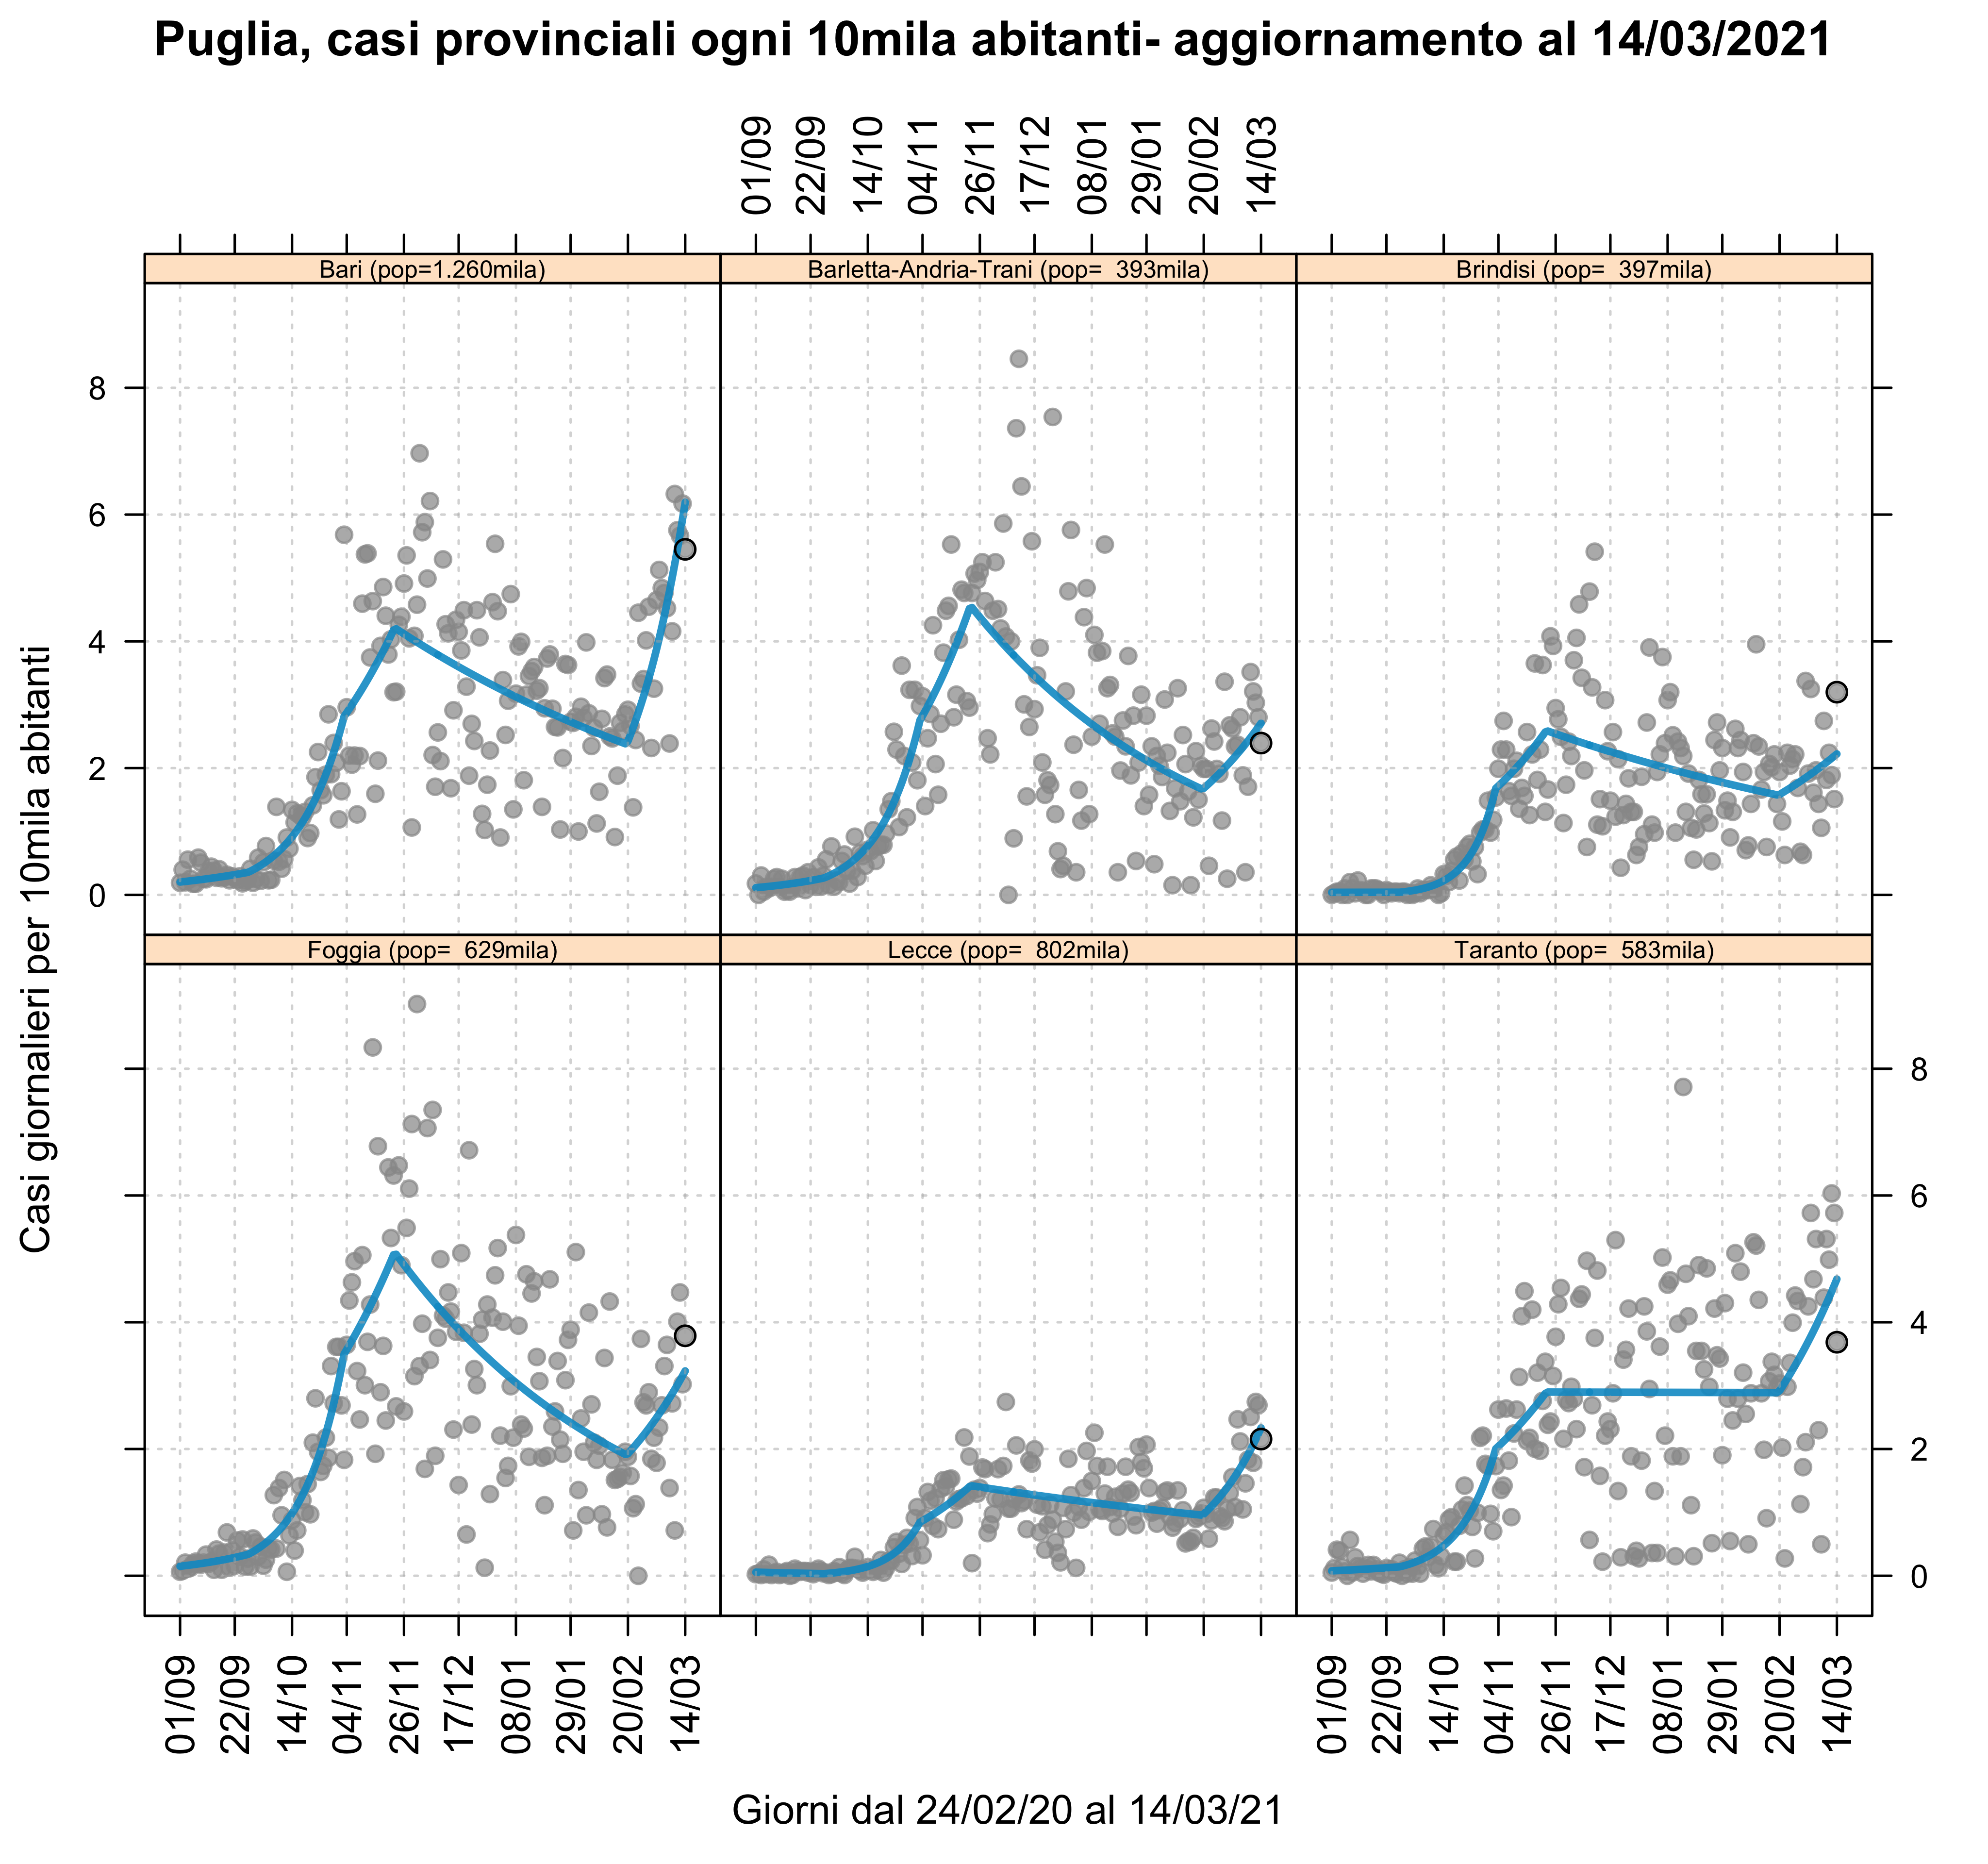 Puglia, casi provinciali ogni 10mila abitanti- aggiornamento al 14/03/2021
01/09 22/09 14/10 04/11 26/11 17/12 08/01 29/01 20/02 14/03
Bari (pop=1.260mila)
Barletta-Andria-Trani (pop= 393mila)
Brindisi (pop= 397mila)
8
6
4
2
0
Casi giornalieri per 10mila abitanti
Foggia (pop= 629mila)
Lecce (pop= 802mila)
Taranto (pop= 583mila)
8
6
4
2
0
01/09 22/09 14/10 04/11 26/11 17/12 08/01 29/01 20/02 14/03
01/09 22/09 14/10 04/11 26/11 17/12 08/01 29/01 20/02 14/03
Giorni dal 24/02/20 al 14/03/21